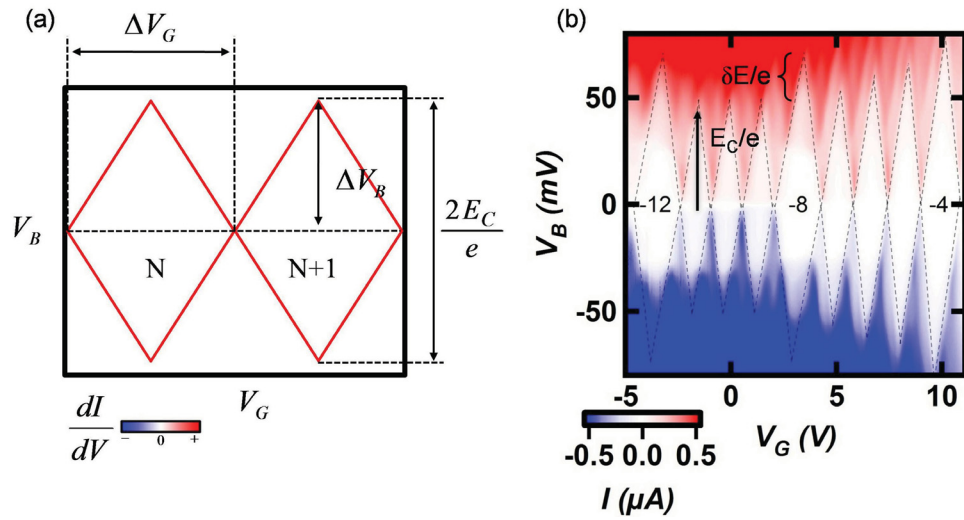 (a)
ΔV_G
ΔV_B
2E_C
e
V_B
N
N+1
V_G
dI
dV
− 0 +
(b)
δE/e
E_C/e
50
0
-50
-12
-8
-4
V_B (mV)
-5 0 5 10
V_G (V)
-0.5 0.0 0.5
I (µA)